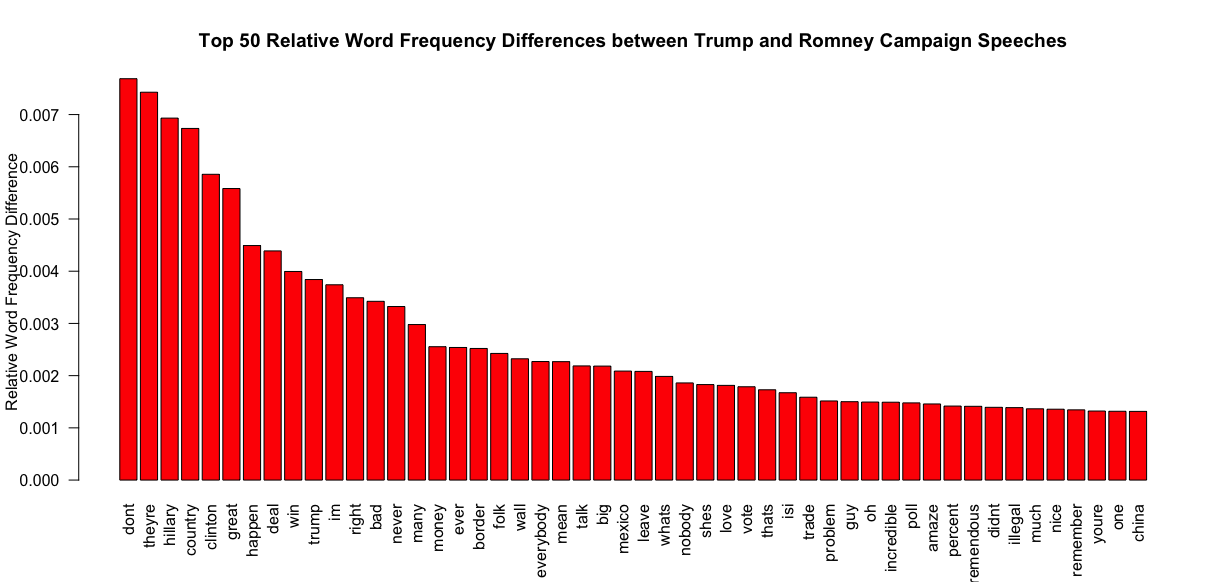 Top 50 Relative Word Frequency Differences between Trump and Romney Campaign Speeches
Relative Word Frequency Difference
0.007
0.006
0.005
0.004
0.003
0.002
0.001
0.000
dont
theyre
hillary
country
clinton
great
happen
deal
win
trump
im
right
bad
never
many
money
ever
border
folk
wall
everybody
mean
talk
big
mexico
leave
whats
nobody
shes
love
vote
thats
isi
trade
problem
guy
oh
incredible
poll
amaze
percent
remendous
didnt
illegal
much
nice
remember
youre
one
china